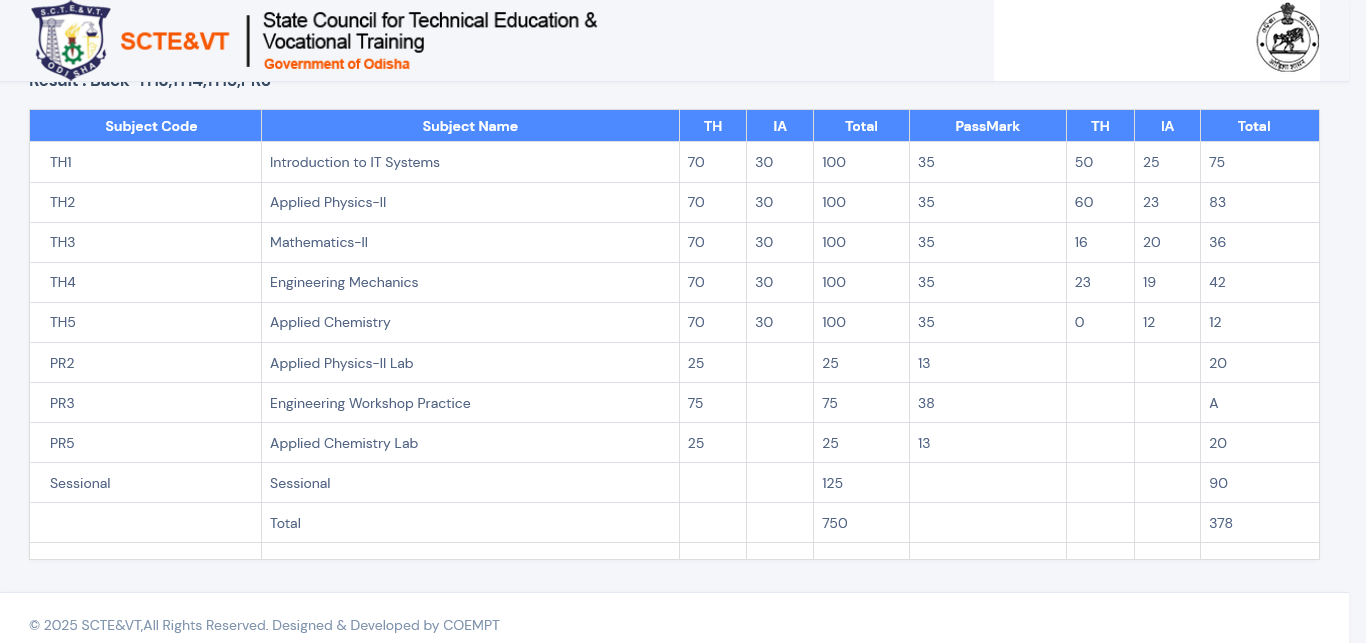 S.C.T.E.&V.T.
ODISHA
SCTE&VT
State Council for Technical Education &
Vocational Training
Government of Odisha
Result : Back
Subject Code Subject Name TH IA Total PassMark TH IA Total
TH1 Introduction to IT Systems 70 30 100 35 50 25 75
TH2 Applied Physics-II 70 30 100 35 60 23 83
TH3 Mathematics-II 70 30 100 35 16 20 36
TH4 Engineering Mechanics 70 30 100 35 23 19 42
TH5 Applied Chemistry 70 30 100 35 0 12 12
PR2 Applied Physics-II Lab 25 25 13 20
PR3 Engineering Workshop Practice 75 75 38 A
PR5 Applied Chemistry Lab 25 25 13 20
Sessional Sessional 125 90
Total 750 378
© 2025 SCTE&VT,All Rights Reserved. Designed & Developed by COEMPT